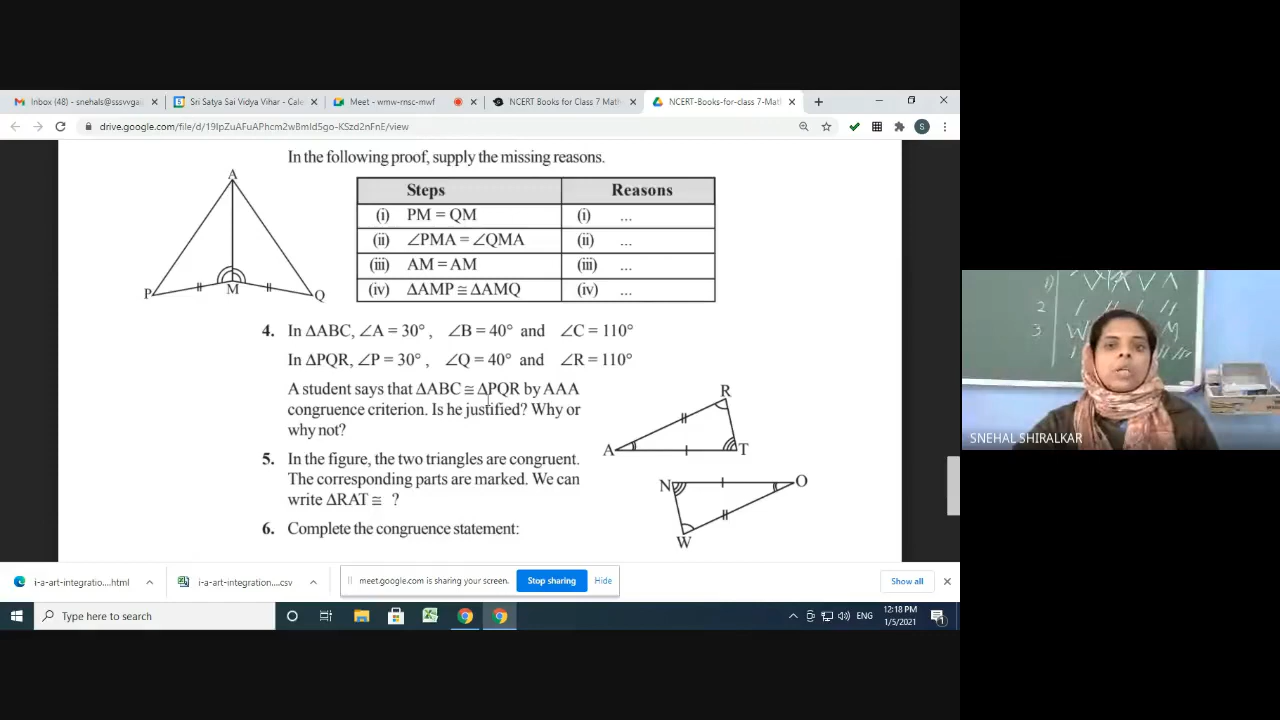 Inbox (48) - snehals@sssvvgai
Sri Satya Sai Vidya Vihar - Cale
Meet - wmw-msc-mwf
NCERT Books for Class 7 Math
NCERT-Books-for-class 7-Mat
drive.google.com/file/d/19IpZuAFuAPhcm2wBmId5go-KSzd2nFnE/view
In the following proof, supply the missing reasons.
Steps Reasons
(i) PM = QM (i) ...
(ii) ∠PMA = ∠QMA (ii) ...
(iii) AM = AM (iii) ...
(iv) ΔAMP ≅ ΔAMQ (iv) ...
A
P M Q
4. In ΔABC, ∠A = 30° , ∠B = 40° and ∠C = 110°
In ΔPQR, ∠P = 30° , ∠Q = 40° and ∠R = 110°
A student says that ΔABC ≅ ΔPQR by AAA
congruence criterion. Is he justified? Why or
why not?
5. In the figure, the two triangles are congruent.
The corresponding parts are marked. We can
write ΔRAT ≅ ?
6. Complete the congruence statement:
R
A T
N O
W
SNEHAL SHIRALKAR
i-a-art-integratio....html
i-a-art-integration....csv
meet.google.com is sharing your screen.
Stop sharing
Hide
Show all
Type here to search
ENG
12:18 PM
1/5/2021